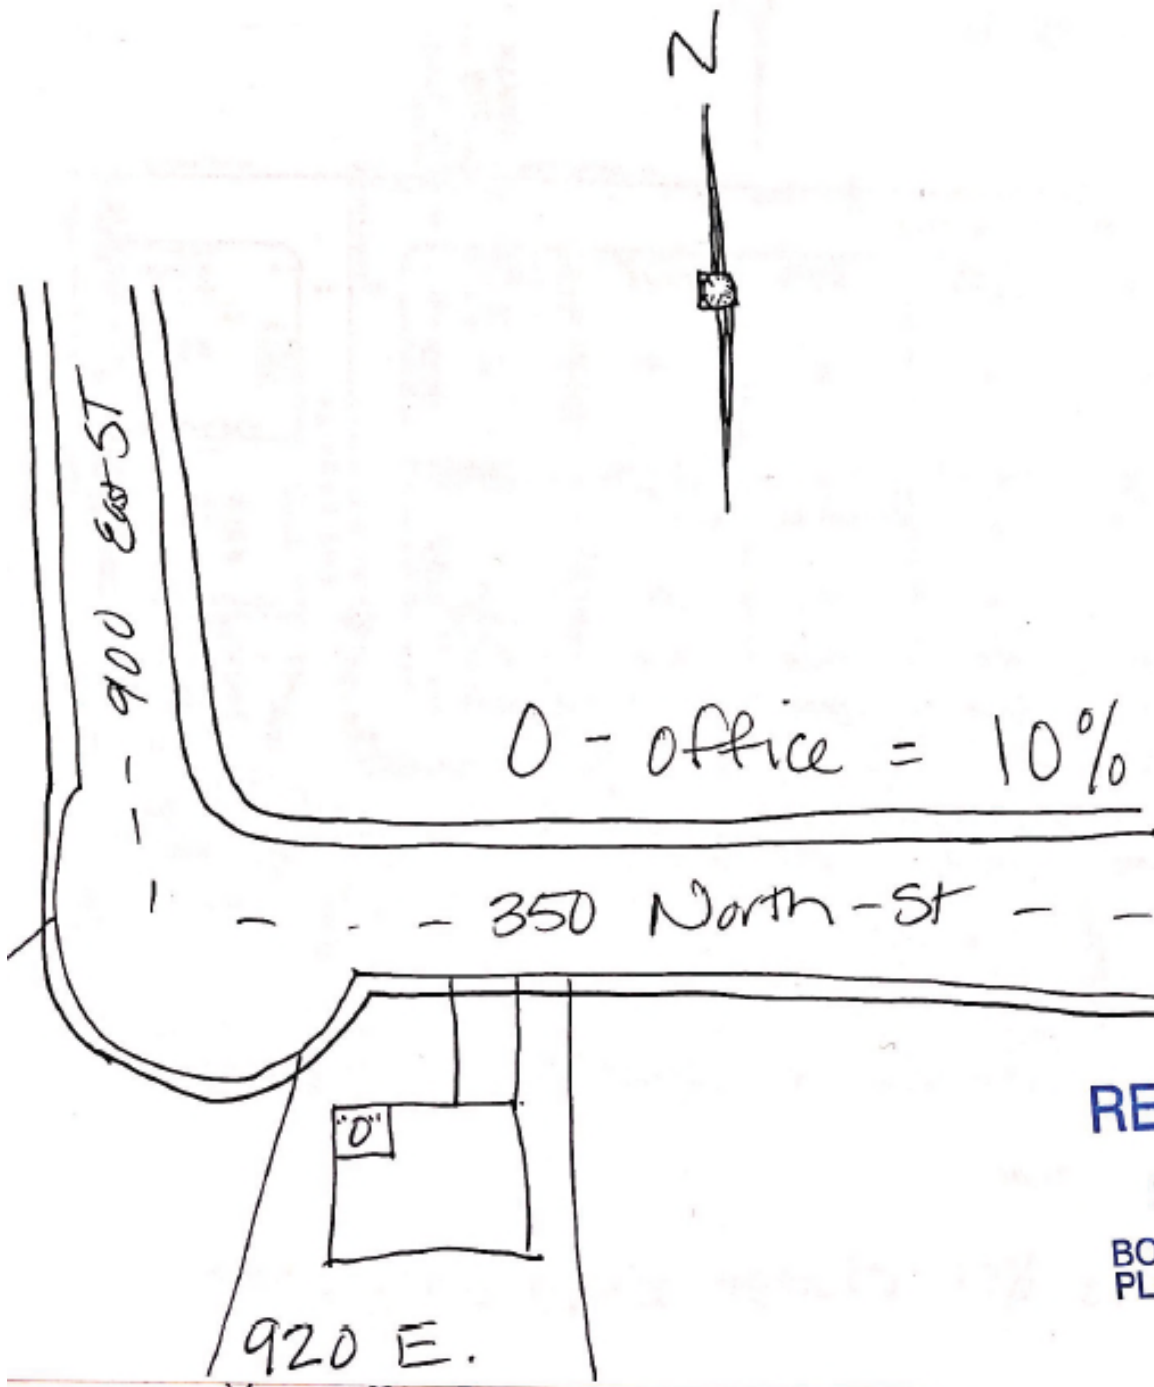 N
900 East-ST
O - office = 10%
350 North-St
"O"
RE
BO
PL
920 E.